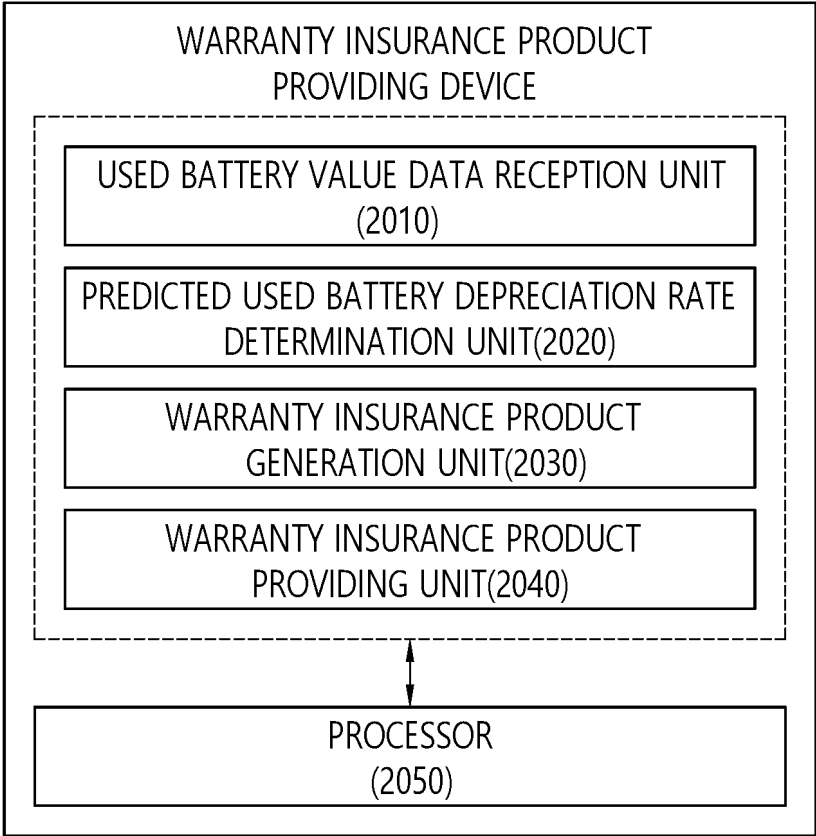 WARRANTY INSURANCE PRODUCT
PROVIDING DEVICE
USED BATTERY VALUE DATA RECEPTION UNIT
(2010)
PREDICTED USED BATTERY DEPRECIATION RATE
DETERMINATION UNIT(2020)
WARRANTY INSURANCE PRODUCT
GENERATION UNIT(2030)
WARRANTY INSURANCE PRODUCT
PROVIDING UNIT(2040)
PROCESSOR
(2050)